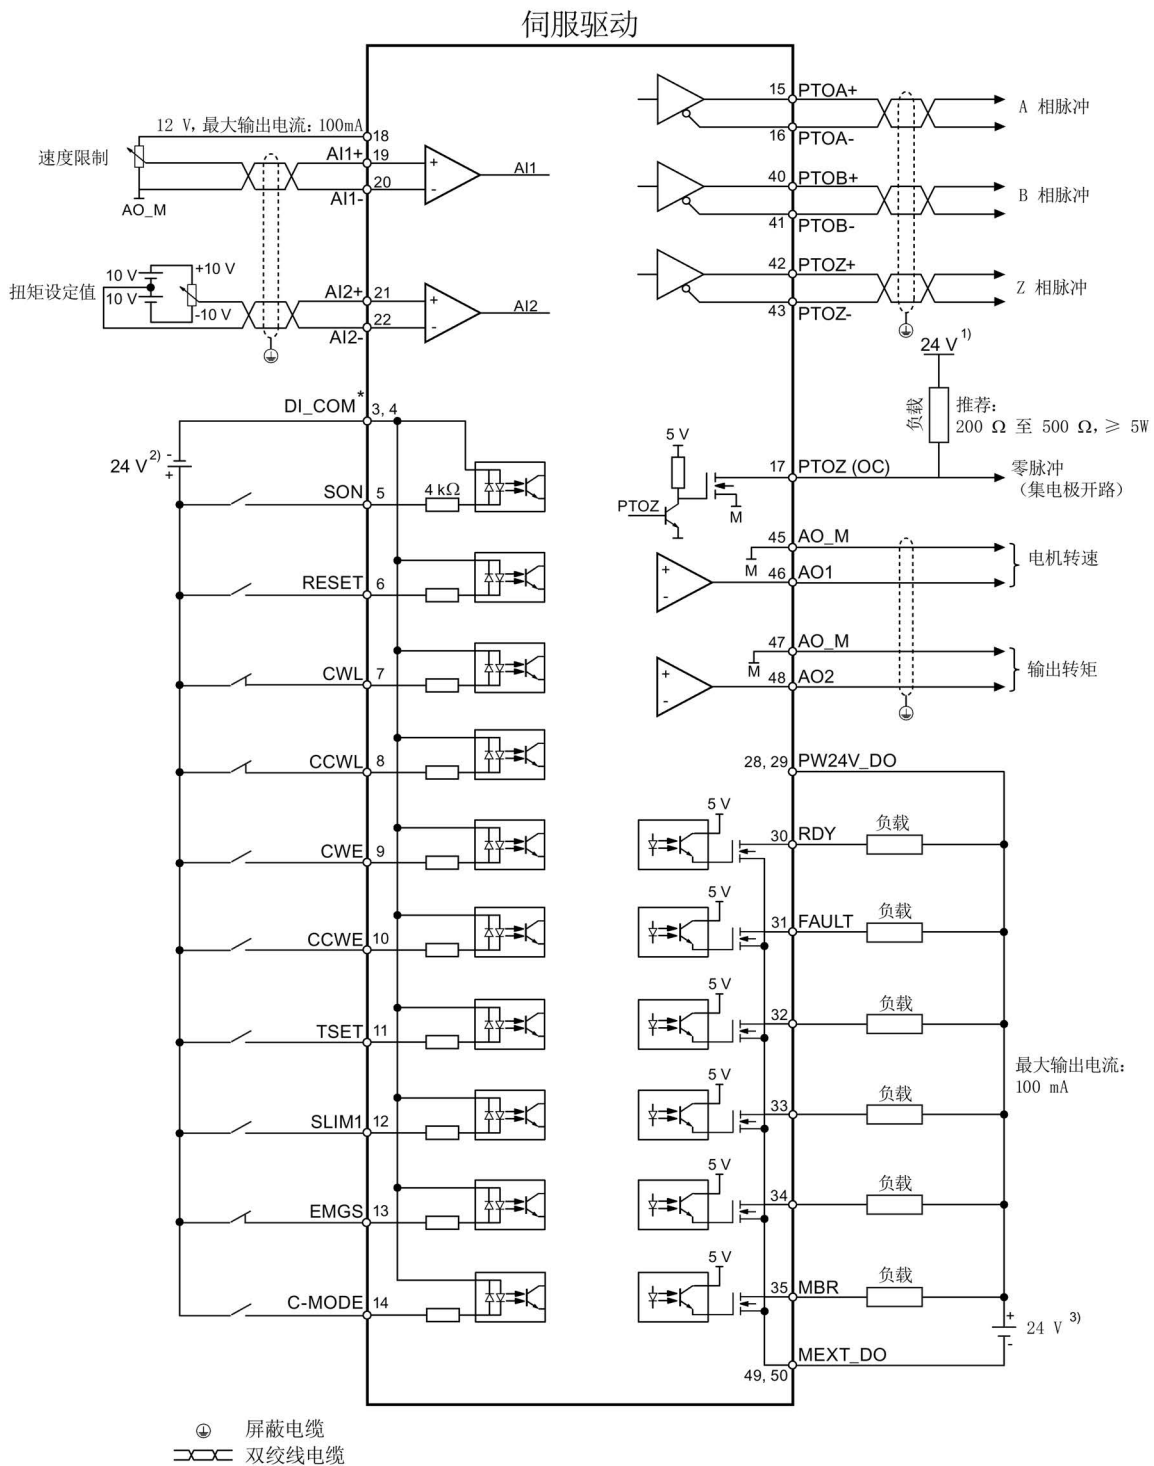 伺服驱动
12 V, 最大输出电流: 100mA
18
速度限制
AI1+
19
20
AI1-
AO_M
AI1
10 V
10 V
+10 V
-10 V
扭矩设定值
AI2+
21
22
AI2-
AI2
DI_COM*
3, 4
24 V 2)
-
+
SON
5
4 kΩ
RESET
6
CWL
7
CCWL
8
CWE
9
CCWE
10
TSET
11
SLIM1
12
EMGS
13
C-MODE
14
15
PTOA+
16
PTOA-
A 相脉冲
40
PTOB+
41
PTOB-
B 相脉冲
42
PTOZ+
43
PTOZ-
Z 相脉冲
24 V 1)
负载
推荐:
200 Ω 至 500 Ω, ≥ 5W
5 V
PTOZ
M
17
PTOZ (OC)
零脉冲
(集电极开路)
45
AO_M
M
46
AO1
电机转速
47
AO_M
M
48
AO2
输出转矩
28, 29
PW24V_DO
5 V
30
RDY
负载
5 V
31
FAULT
负载
5 V
32
负载
最大输出电流:
100 mA
5 V
33
负载
5 V
34
负载
5 V
35
MBR
负载
+
24 V 3)
-
MEXT_DO
49, 50
屏蔽电缆
双绞线电缆